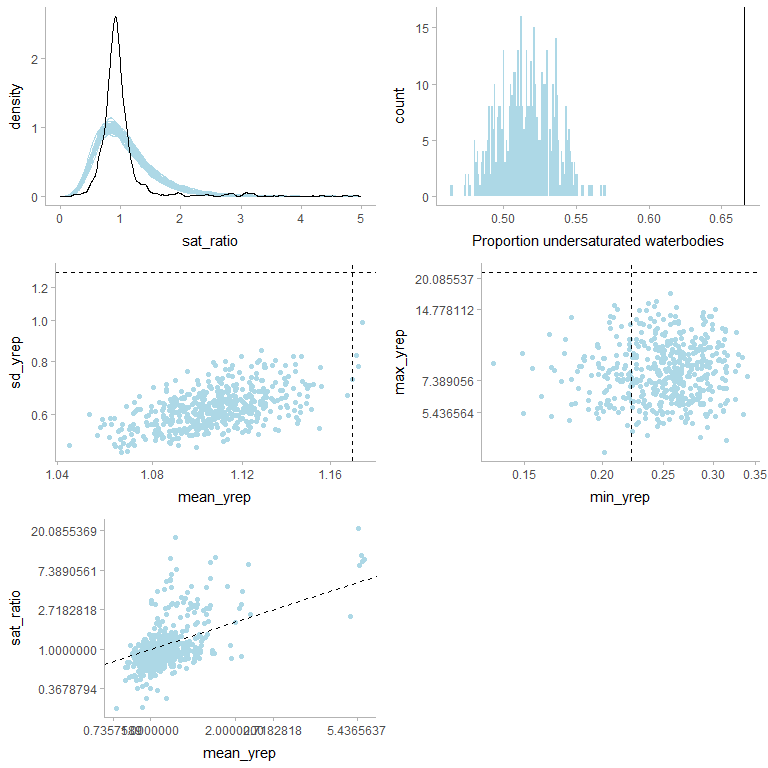 density
2
1
0
0 1 2 3 4 5
sat_ratio
count
15
10
5
0
0.50 0.55 0.60 0.65
Proportion undersaturated waterbodies
sd_yrep
1.2
1.0
0.8
0.6
1.04 1.08 1.12 1.16
mean_yrep
max_yrep
20.085537
14.778112
7.389056
5.436564
0.15 0.20 0.25 0.30 0.35
min_yrep
sat_ratio
20.0855369
7.3890561
2.7182818
1.0000000
0.3678794
5.4365637
mean_yrep